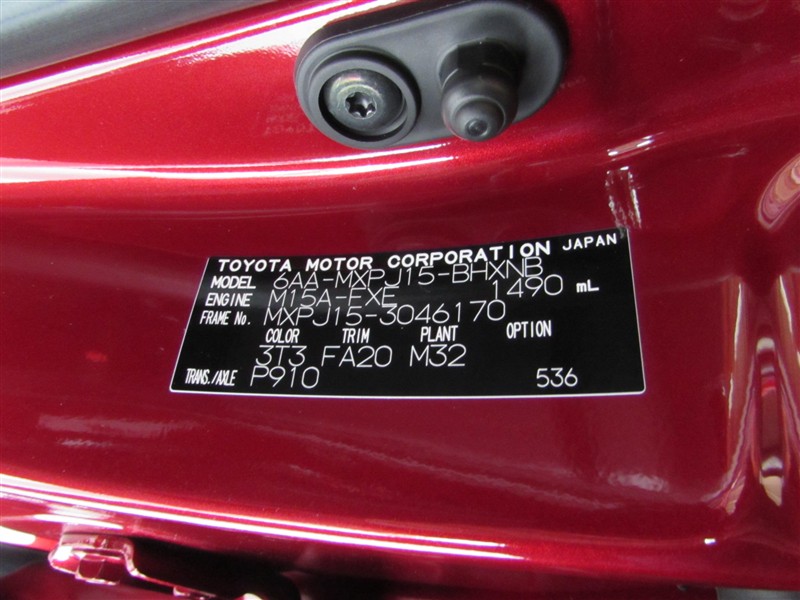 TOYOTA MOTOR CORPORATION JAPAN
MODEL 6AA-MXPJ15-BHXNB
ENGINE M15A-FXE 1490 mL
FRAME No. MXPJ15-3046170
COLOR TRIM PLANT OPTION
3T3 FA20 M32
TRANS./AXLE P910 536